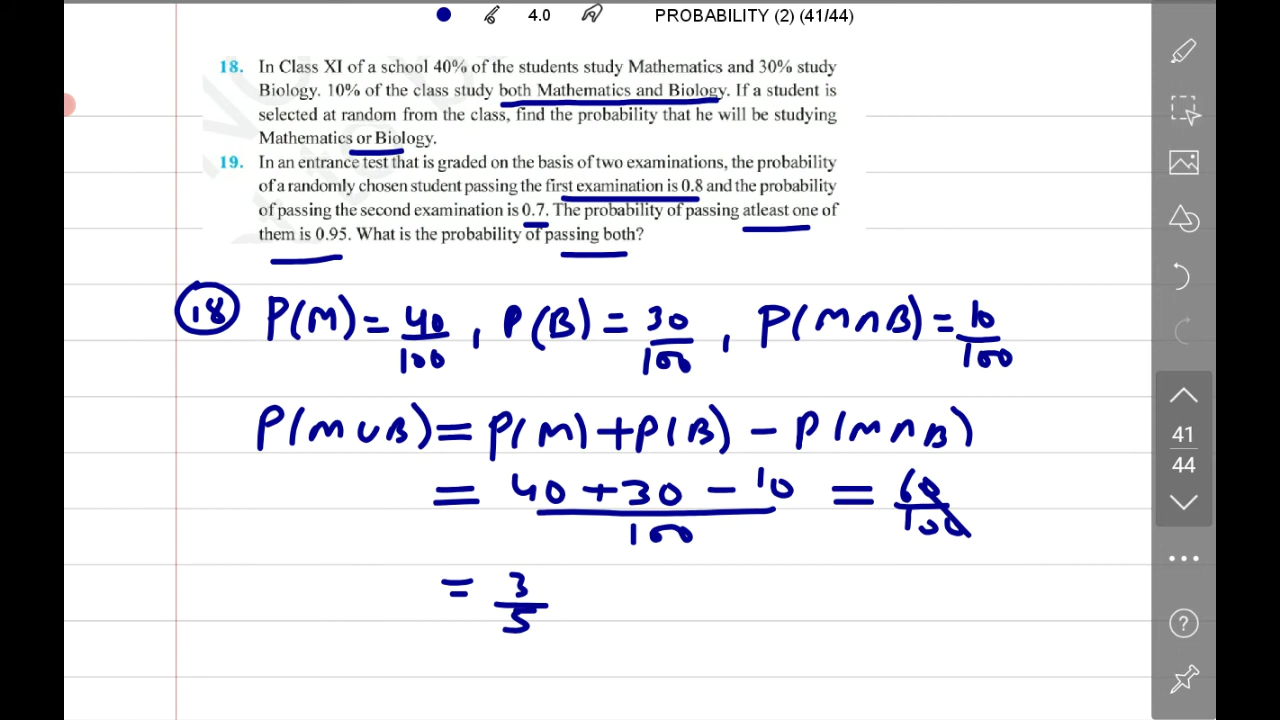 4.0 PROBABILITY (2) (41/44)
18. In Class XI of a school 40% of the students study Mathematics and 30% study
Biology. 10% of the class study both Mathematics and Biology. If a student is
selected at random from the class, find the probability that he will be studying
Mathematics or Biology.
19. In an entrance test that is graded on the basis of two examinations, the probability
of a randomly chosen student passing the first examination is 0.8 and the probability
of passing the second examination is 0.7. The probability of passing atleast one of
them is 0.95. What is the probability of passing both?
18 P(M) = 40/100 , P(B) = 30/100 , P(M∩B) = 10/100
P(M∪B) = P(M) + P(B) - P(M∩B)
= 40 + 30 - 10 / 100 = 60/100
= 3/5
41
44
?